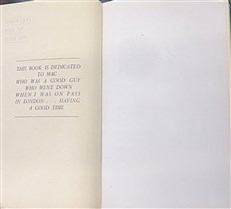 THIS BOOK IS DEDICATED
TO MAC
WHO WAS A GOOD GUY
WHO WENT DOWN
WHEN I WAS ON PASS
IN LONDON . . . HAVING
A GOOD TIME